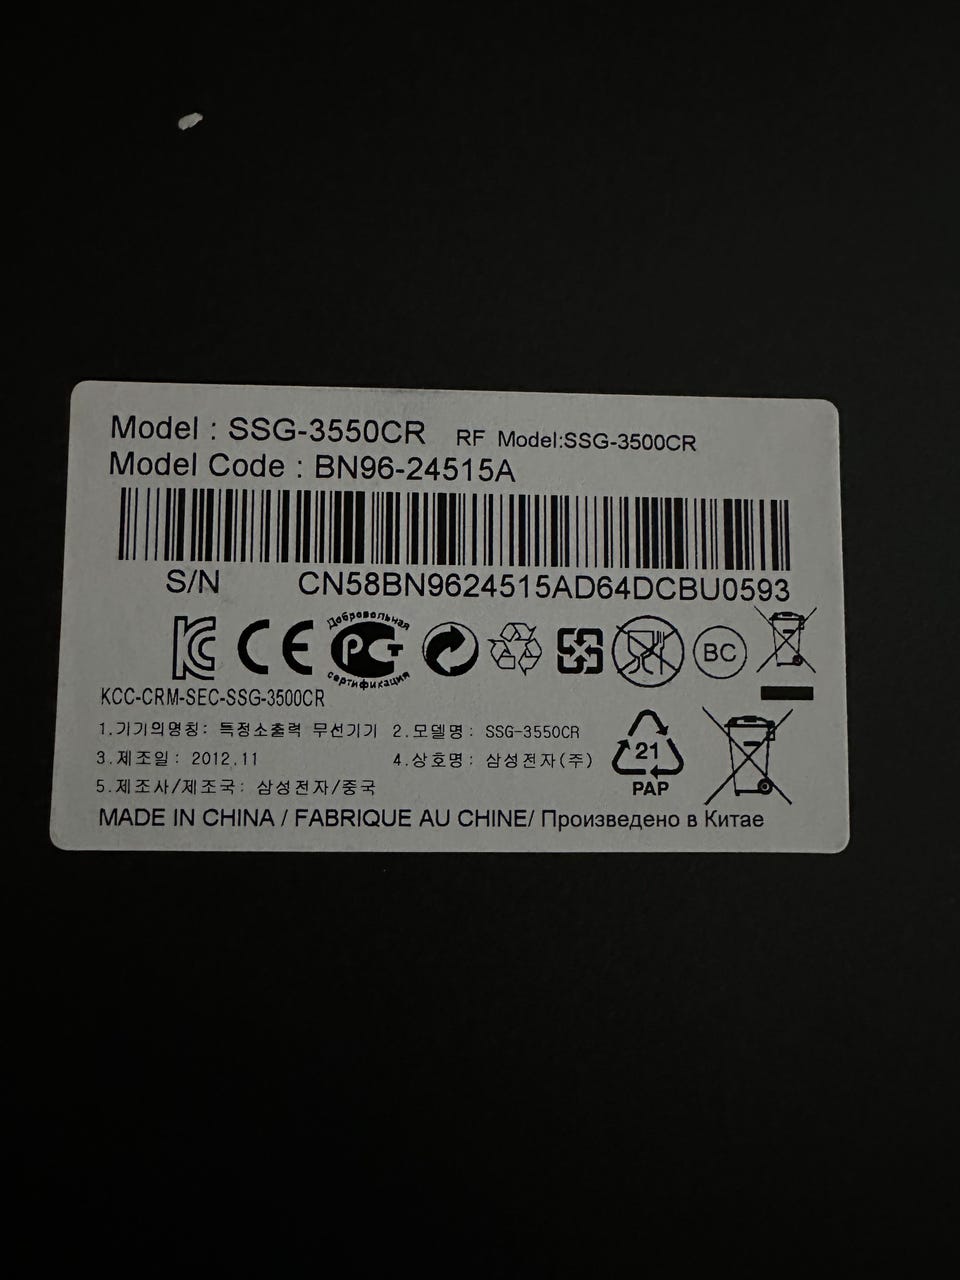 Model : SSG-3550CR RF Model:SSG-3500CR
Model Code : BN96-24515A
S/N CN58BN9624515AD64DCBU0593
Добровольная
РСТ
сертификация
BC
KCC-CRM-SEC-SSG-3500CR
1.기기의명칭: 특정소출력 무선기기 2.모델명: SSG-3550CR
3.제조일: 2012.11 4.상호명: 삼성전자(주)
5.제조사/제조국: 삼성전자/중국
21
PAP
MADE IN CHINA / FABRIQUE AU CHINE/ Произведено в Китае